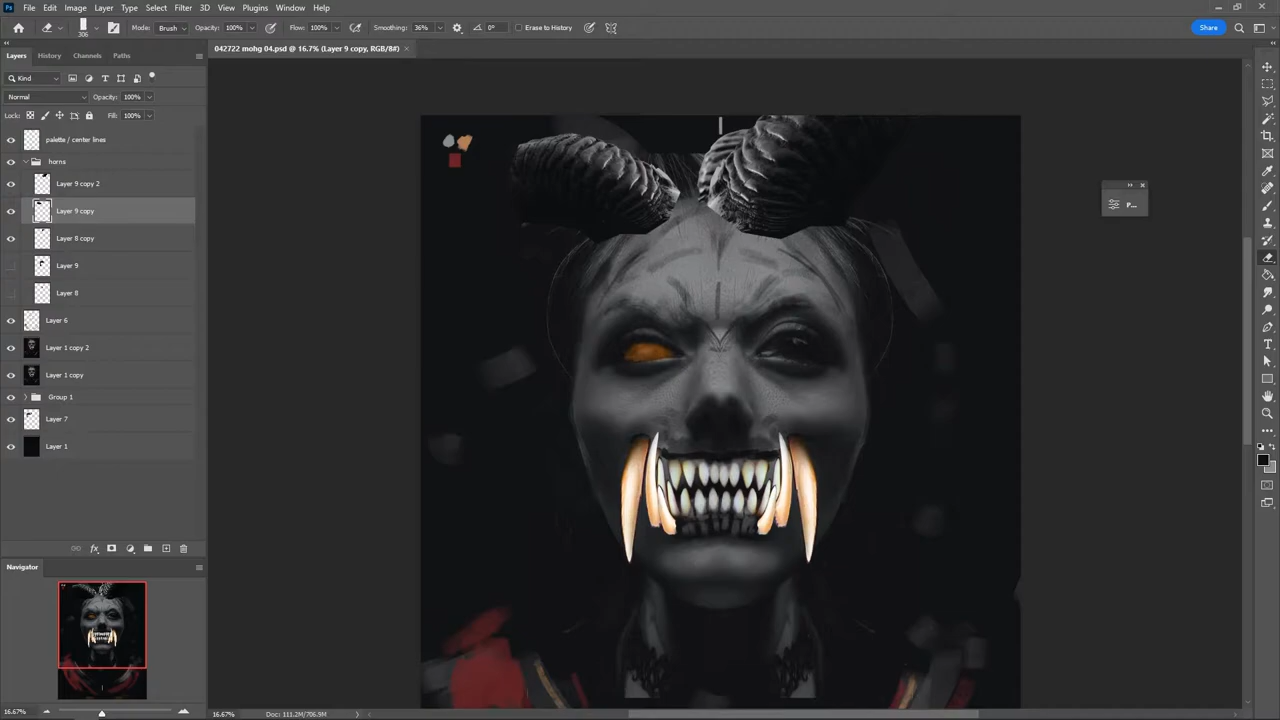 Ps File Edit Image Layer Type Select Filter 3D View Plugins Window Help
306 Mode: Brush Opacity: 100% Flow: 100% Smoothing: 36% 0° Erase to History Share
Layers History Channels Paths
042722 mohg 04.psd @ 16.7% (Layer 9 copy, RGB/8#) ×
Kind
Normal Opacity: 100%
Lock: Fill: 100%
palette / center lines
horns
Layer 9 copy 2
Layer 9 copy
Layer 8 copy
Layer 9
Layer 8
Layer 6
Layer 1 copy 2
Layer 1 copy
Group 1
Layer 7
Layer 1
P...
fx
Navigator
16.67%
16.67% Doc: 111.2M/706.9M